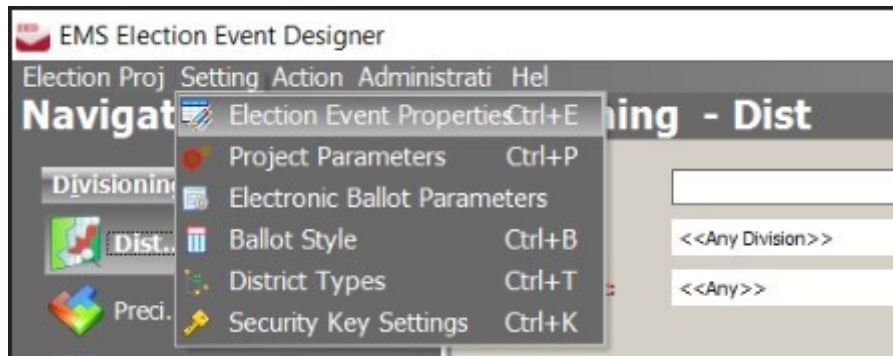 EMS Election Event Designer
Election Proj Setting Action Administrati Hel
Navigat ning - Dist
Election Event Properties Ctrl+E
Project Parameters Ctrl+P
Divisioning
Electronic Ballot Parameters
Dist..
Ballot Style Ctrl+B
<<Any Division>>
District Types Ctrl+T
<<Any>>
Preci.
Security Key Settings Ctrl+K